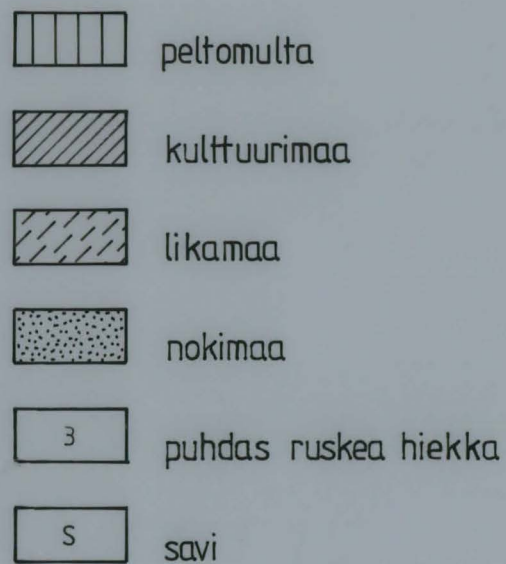 peltomulta
kulttuurimaa
likamaa
nokimaa
3 puhdas ruskea hiekka
S savi